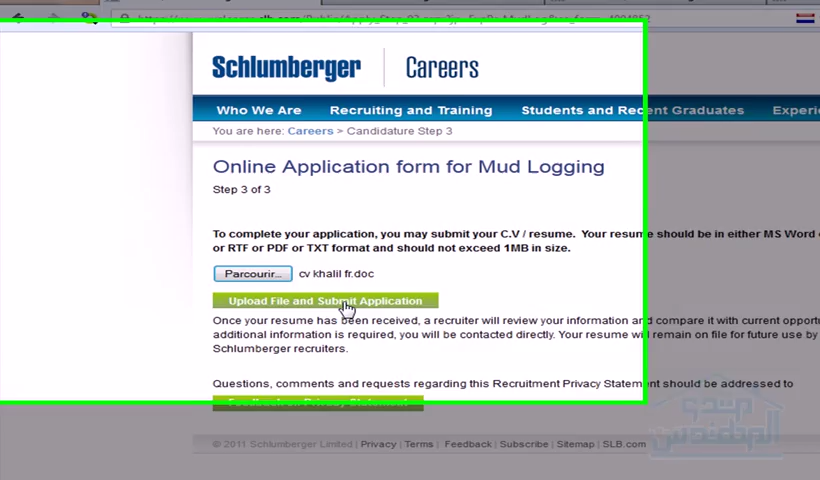 Schlumberger Careers
Who We Are Recruiting and Training Students and Recent Graduates Experi
You are here: Careers > Candidature Step 3
Online Application form for Mud Logging
Step 3 of 3
To complete your application, you may submit your C.V / resume. Your resume should be in either MS Word
or RTF or PDF or TXT format and should not exceed 1MB in size.
Parcourir... cv khalil fr.doc
Upload File and Submit Application
Once your resume has been received, a recruiter will review your information and compare it with current opportu
additional information is required, you will be contacted directly. Your resume will remain on file for future use by
Schlumberger recruiters.
Questions, comments and requests regarding this Recruitment Privacy Statement should be addressed to
Feedback on Privacy Statement
© 2011 Schlumberger Limited | Privacy | Terms | Feedback | Subscribe | Sitemap | SLB.com